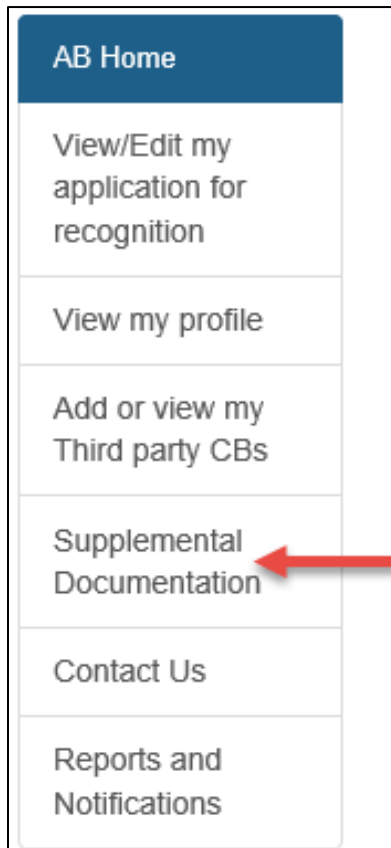 AB Home
View/Edit my
application for
recognition
View my profile
Add or view my
Third party CBs
Supplemental
Documentation
Contact Us
Reports and
Notifications